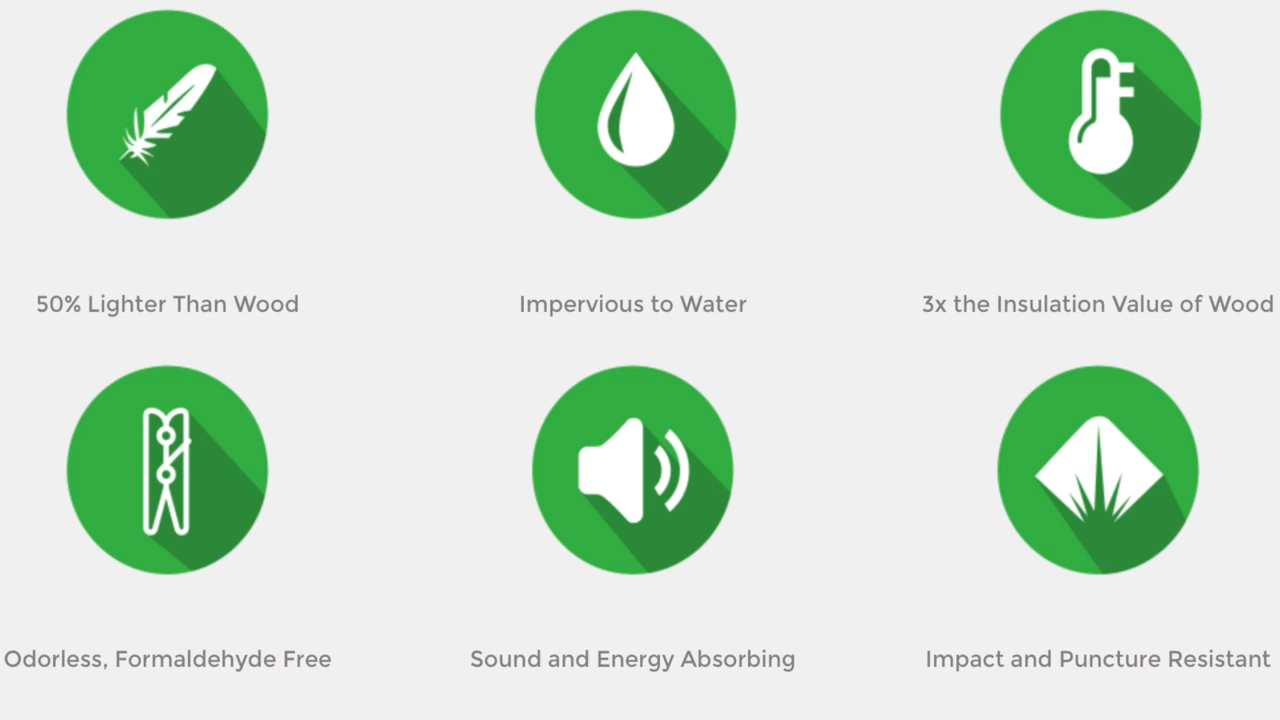 50% Lighter Than Wood
Impervious to Water
3x the Insulation Value of Wood
Odorless, Formaldehyde Free
Sound and Energy Absorbing
Impact and Puncture Resistant